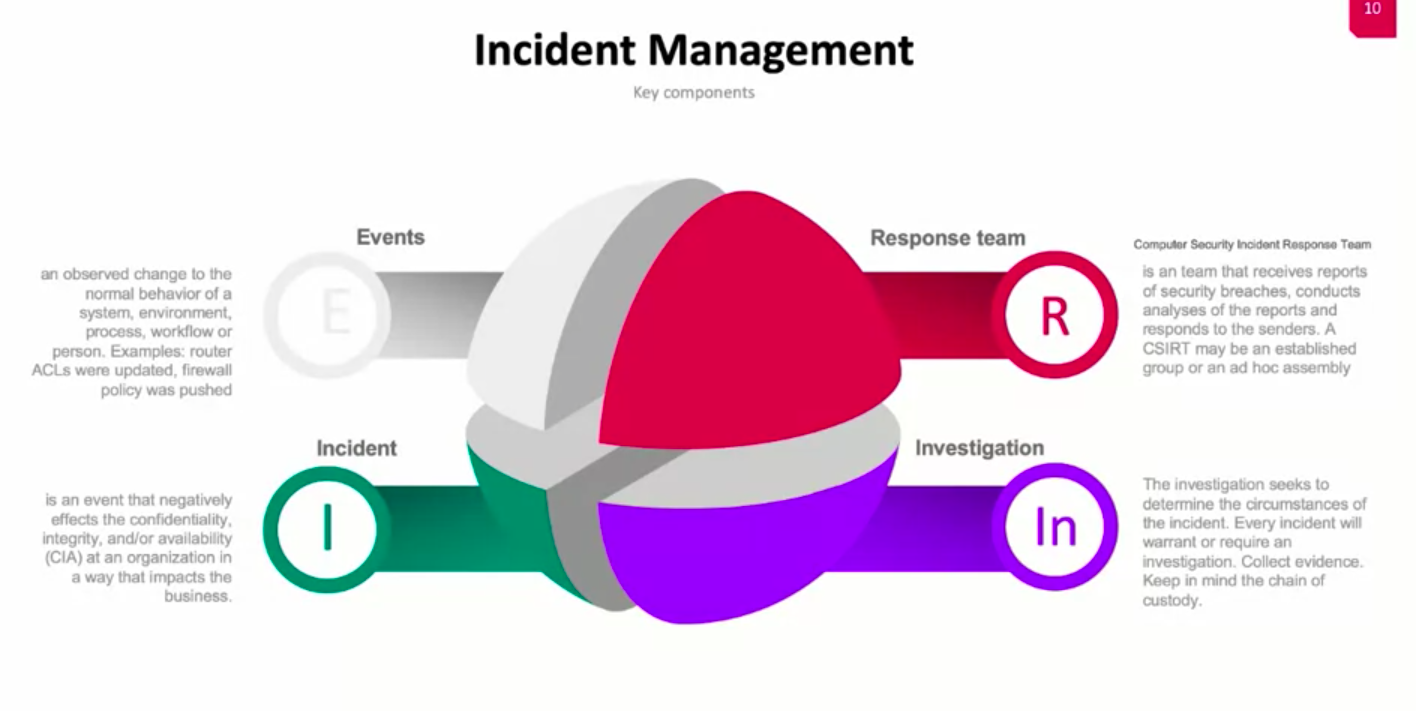 10
Incident Management
Key components
Events
an observed change to the
normal behavior of a
system, environment,
process, workflow or
person. Examples: router
ACLs were updated, firewall
policy was pushed
E
Response team
R
Computer Security Incident Response Team
is an team that receives reports
of security breaches, conducts
analyses of the reports and
responds to the senders. A
CSIRT may be an established
group or an ad hoc assembly
Incident
is an event that negatively
effects the confidentiality,
integrity, and/or availability
(CIA) at an organization in
a way that impacts the
business.
I
Investigation
In
The investigation seeks to
determine the circumstances of
the incident. Every incident will
warrant or require an
investigation. Collect evidence.
Keep in mind the chain of
custody.